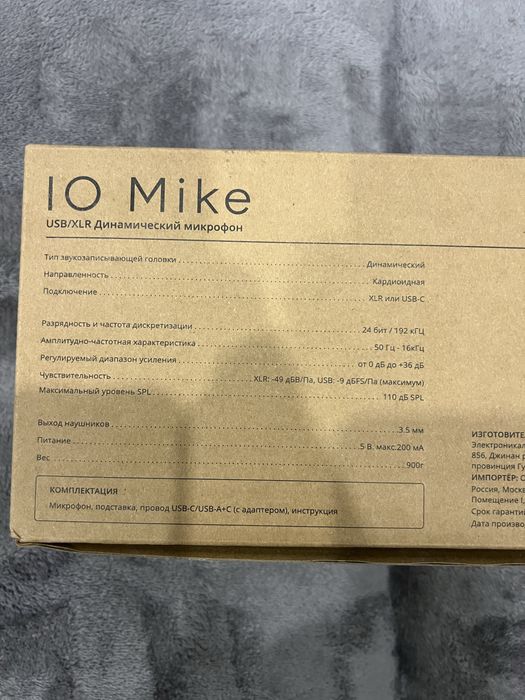 IO Mike
USB/XLR Динамический микрофон
Тип звукозаписывающей головки Динамический
Направленность Кардиоидная
Подключение XLR или USB-C
Разрядность и частота дискретизации 24 бит / 192 кГЦ
Амплитудно-частотная характеристика 50 Гц - 16кГц
Регулируемый диапазон усиления от 0 дБ до +36 дБ
Чувствительность XLR: -49 дБВ/Па, USB: -9 дБFS/Па (максимум)
Максимальный уровень SPL 110 дБ SPL
Выход наушников 3.5 мм
Питание 5 В. макс.200 мА
Вес 900г
КОМПЛЕКТАЦИЯ
Микрофон, подставка, провод USB-C/USB-A+C (с адаптером), инструкция
ИЗГОТОВИТЕ
Электроникал
856, Джинан р
провинция Гу
ИМПОРТЁР: С
Россия, Москв
Помещение I,
Срок гарантии
Дата произво